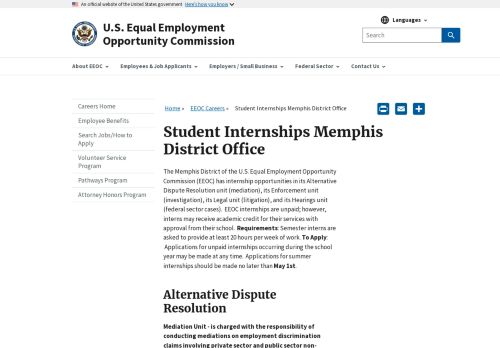 An official website of the United States government Here's how you know
U.S. Equal Employment
Opportunity Commission
Languages
Search
About EEOC
Employees & Job Applicants
Employers / Small Business
Federal Sector
Contact Us
Careers Home
Employee Benefits
Search Jobs/How to
Apply
Volunteer Service
Program
Pathways Program
Attorney Honors Program
Home » EEOC Careers » Student Internships Memphis District Office
Student Internships Memphis
District Office
The Memphis District of the U.S. Equal Employment Opportunity
Commission (EEOC) has internship opportunities in its Alternative
Dispute Resolution unit (mediation), its Enforcement unit
(investigation), its Legal unit (litigation), and its Hearings unit
(federal sector cases). EEOC internships are unpaid; however,
interns may receive academic credit for their services with
approval from their school. Requirements: Semester interns
are asked to provide at least 20 hours per week of work. To Apply:
Applications for unpaid internships occurring during the school
year may be made at any time. Applications for summer
internships should be made no later than May 1st.
Alternative Dispute
Resolution
Mediation Unit - is charged with the responsibility of
conducting mediations on employment discrimination
claims involving private sector and public sector non-